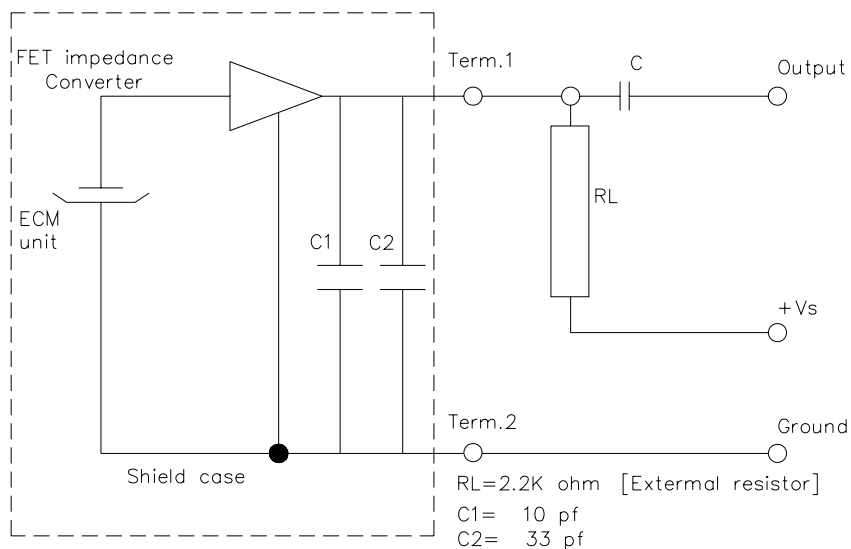 FET impedance
Converter
Term.1
C
Output
RL
ECM
unit
C1
C2
+Vs
Term.2
Ground
Shield case
RL=2.2K ohm [Extermal resistor]
C1= 10 pf
C2= 33 pf